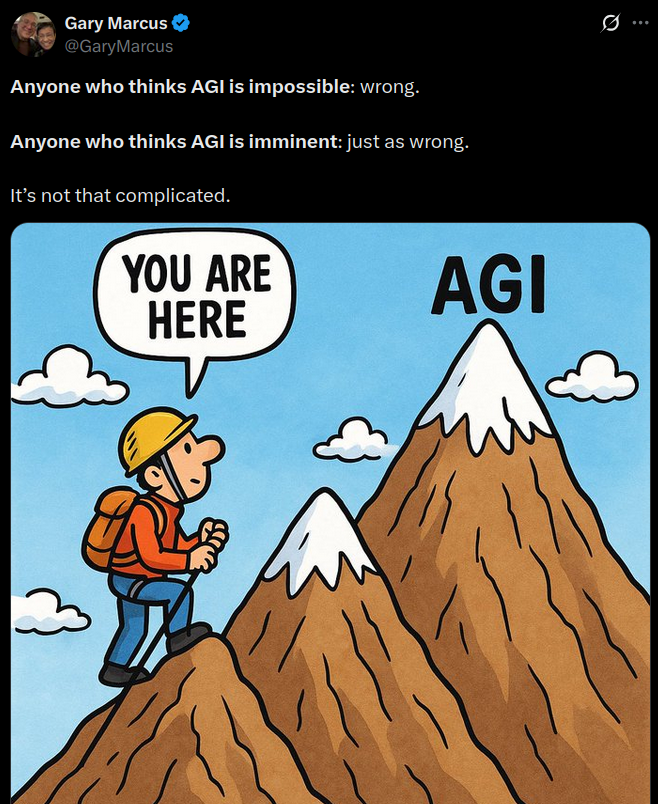 Gary Marcus
@GaryMarcus
Anyone who thinks AGI is impossible: wrong.
Anyone who thinks AGI is imminent: just as wrong.
It’s not that complicated.
YOU ARE
HERE
AGI